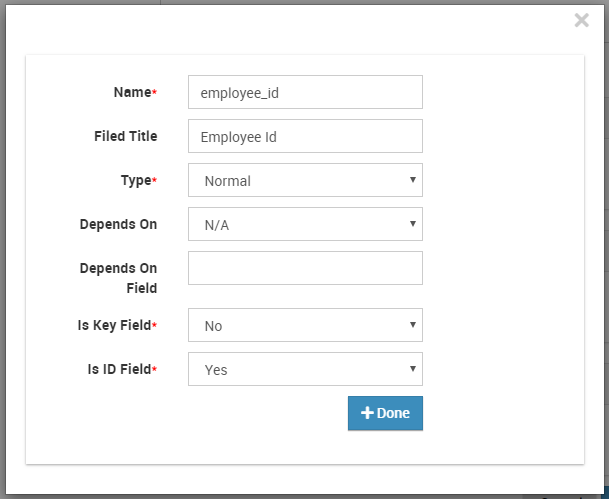 ×
Name* employee_id
Filed Title Employee Id
Type* Normal
Depends On N/A
Depends On
Field
Is Key Field* No
Is ID Field* Yes
+ Done